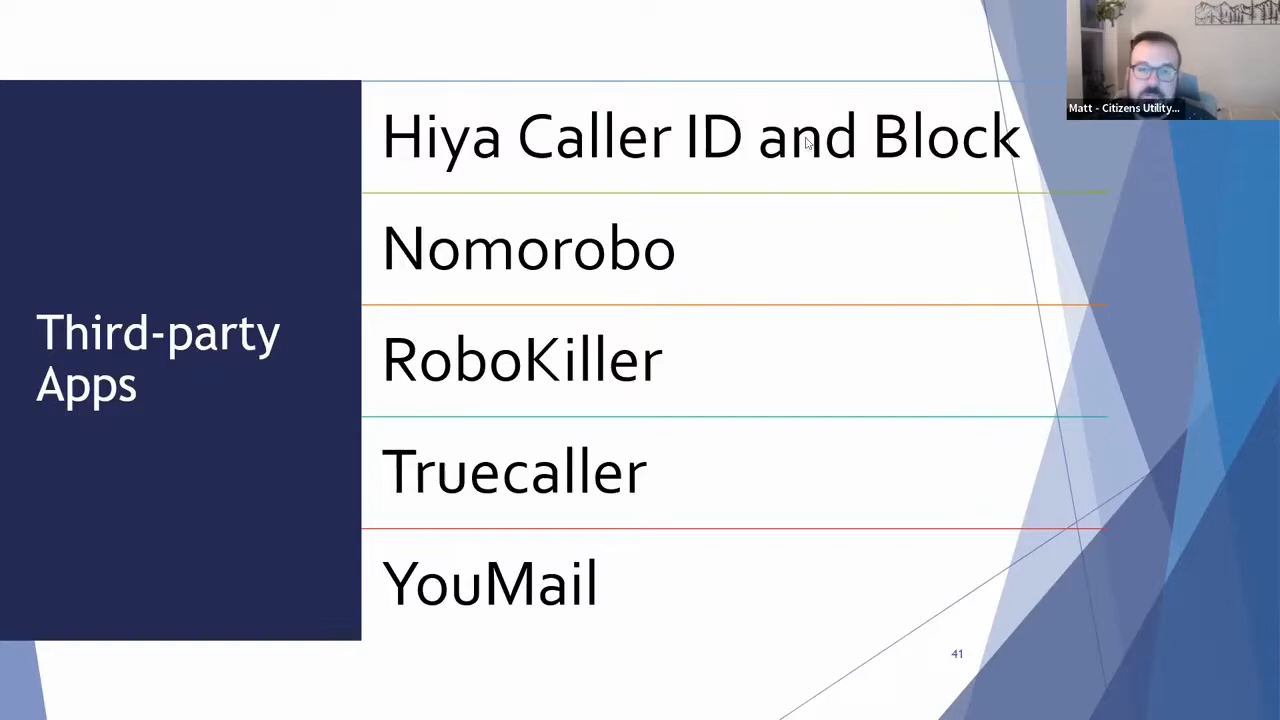 Matt - Citizens Utility...
Hiya Caller ID and Block
Nomorobo
Third-party
Apps
RoboKiller
Truecaller
YouMail
41